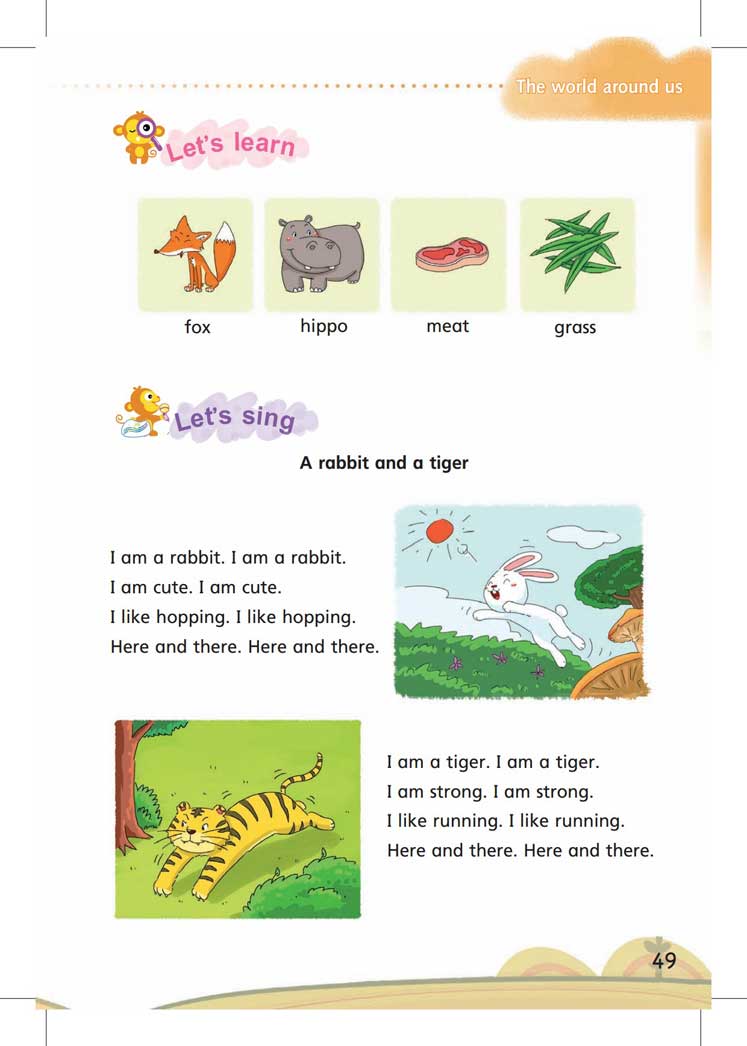 The world around us
Let's learn
fox
hippo
meat
grass
Let's sing
A rabbit and a tiger
I am a rabbit. I am a rabbit.
I am cute. I am cute.
I like hopping. I like hopping.
Here and there. Here and there.
I am a tiger. I am a tiger.
I am strong. I am strong.
I like running. I like running.
Here and there. Here and there.
49